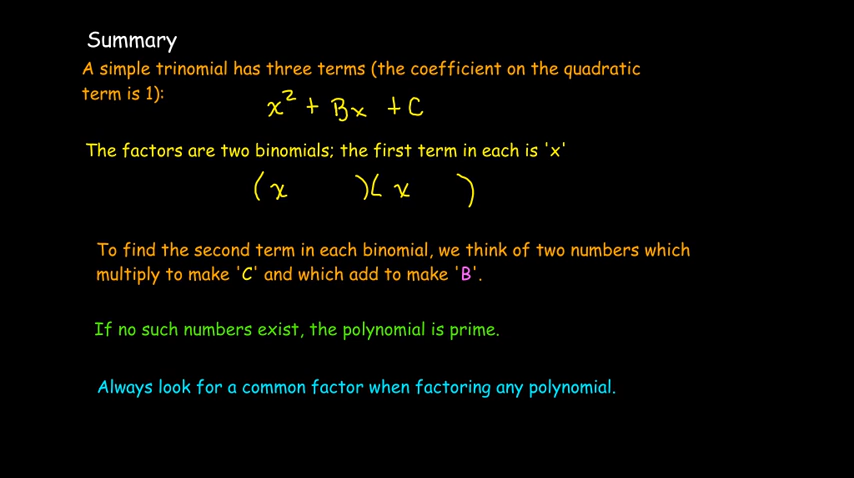 Summary
A simple trinomial has three terms (the coefficient on the quadratic
term is 1):
x² + Bx + C
The factors are two binomials; the first term in each is 'x'
(x )(x )
To find the second term in each binomial, we think of two numbers which
multiply to make 'C' and which add to make 'B'.
If no such numbers exist, the polynomial is prime.
Always look for a common factor when factoring any polynomial.